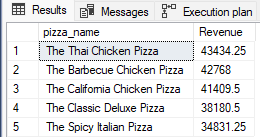 Results Messages Execution plan
pizza_name Revenue
1 The Thai Chicken Pizza 43434.25
2 The Barbecue Chicken Pizza 42768
3 The California Chicken Pizza 41409.5
4 The Classic Deluxe Pizza 38180.5
5 The Spicy Italian Pizza 34831.25